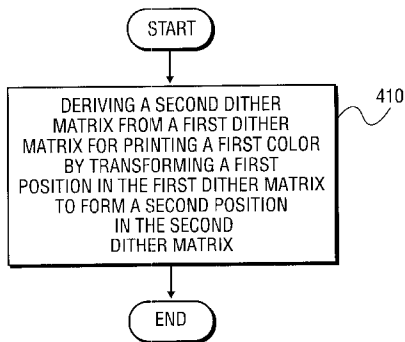 START
DERIVING A SECOND DITHER
MATRIX FROM A FIRST DITHER
MATRIX FOR PRINTING A FIRST COLOR
BY TRANSFORMING A FIRST
POSITION IN THE FIRST DITHER MATRIX
TO FORM A SECOND POSITION
IN THE SECOND
DITHER MATRIX
410
END